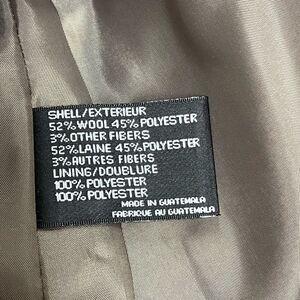 SHELL/EXTERIEUR
52%WOOL 45%POLYESTER
3%OTHER FIBERS
52%LAINE 45%POLYESTER
3%AUTRES FIBERS
LINING/DOUBLURE
100%POLYESTER
100%POLYESTER
MADE IN GUATEMALA
FABRIQUE AU GUATEMALA